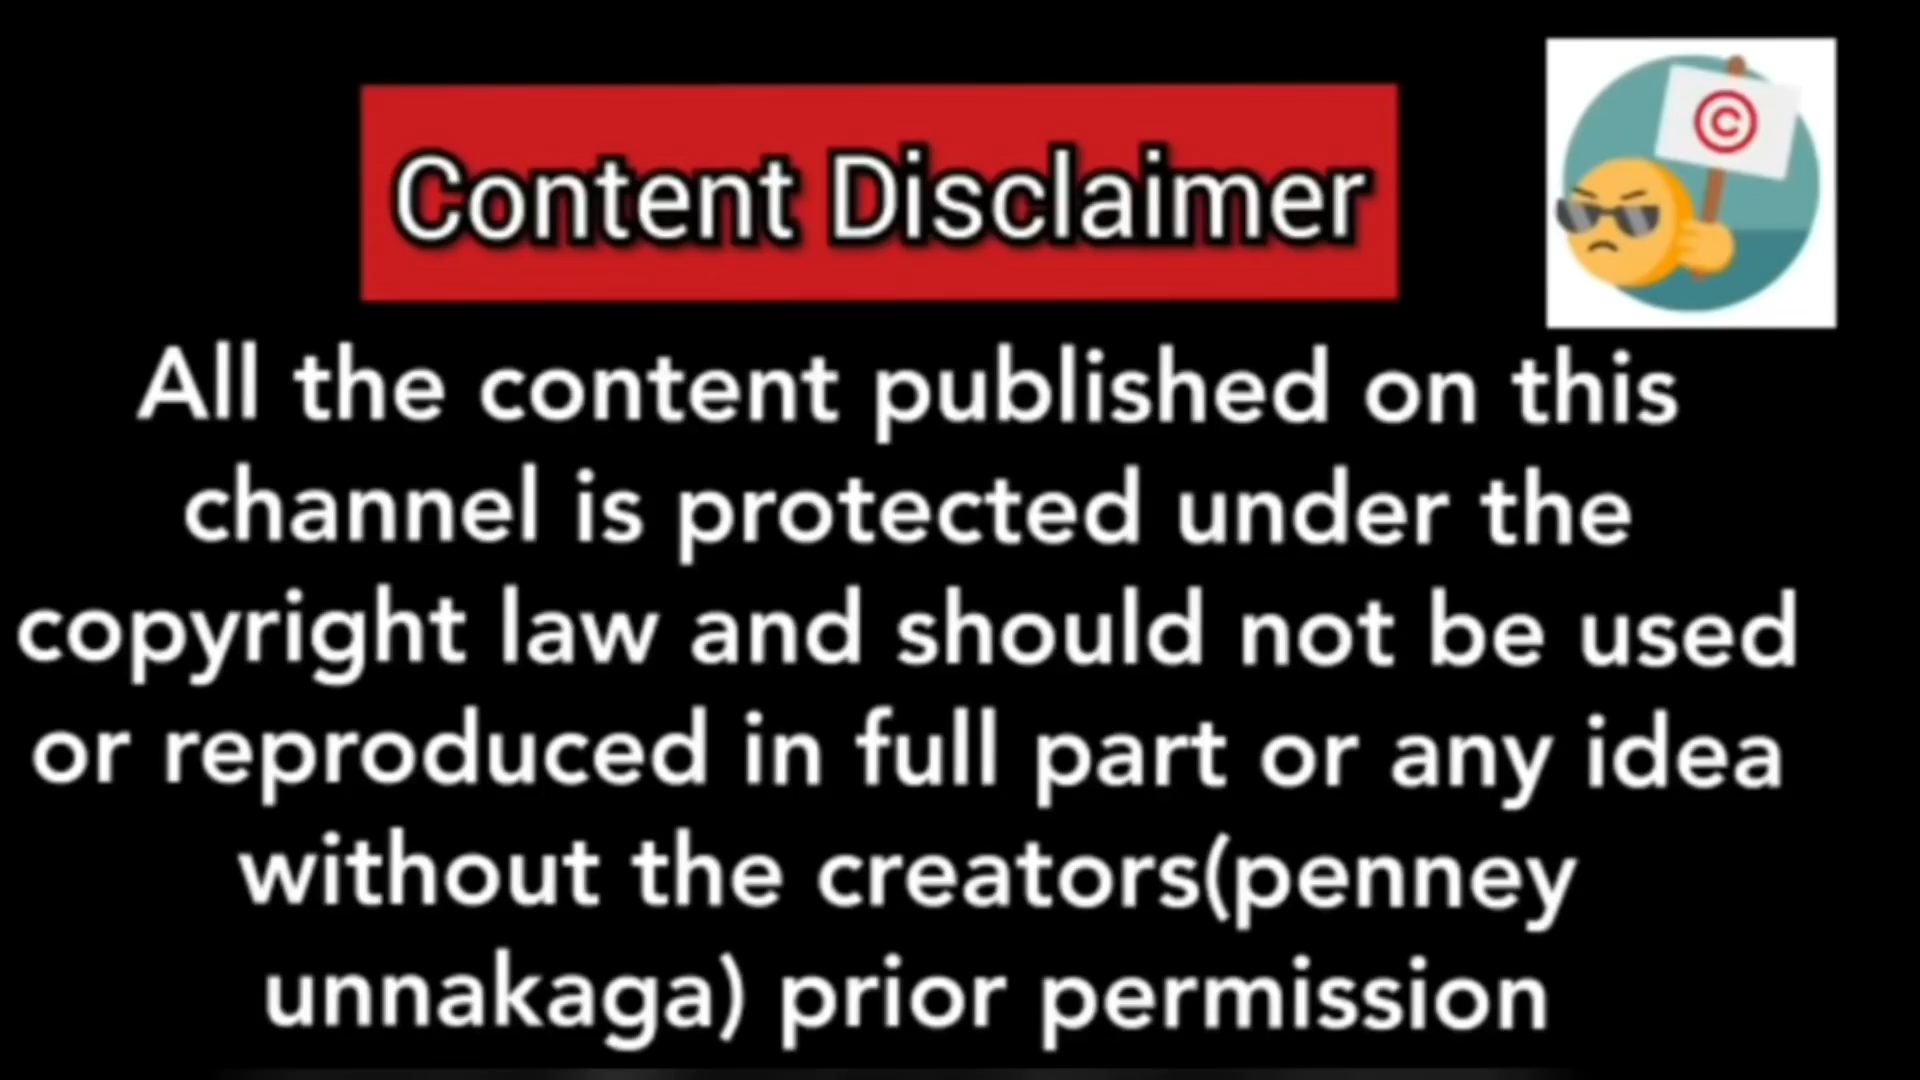 Content Disclaimer
©
All the content published on this
channel is protected under the
copyright law and should not be used
or reproduced in full part or any idea
without the creators(penney
unnakaga) prior permission